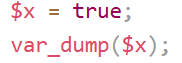 $x = true;
var_dump($x);